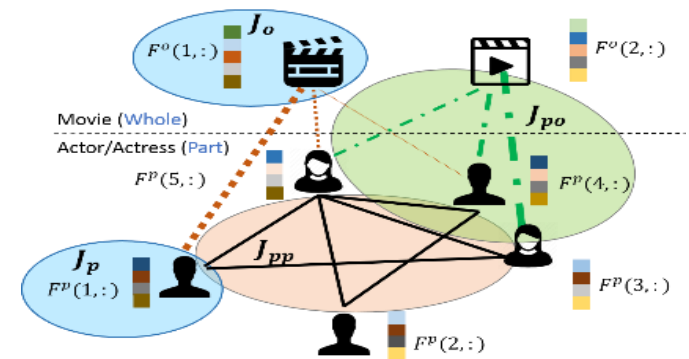 J_o
F^o(1,:)
F^o(2,:)
J_po
Movie (Whole)
Actor/Actress (Part)
F^p(5,:)
F^p(4,:)
J_p
J_pp
F^p(1,:)
F^p(3,:)
F^p(2,:)